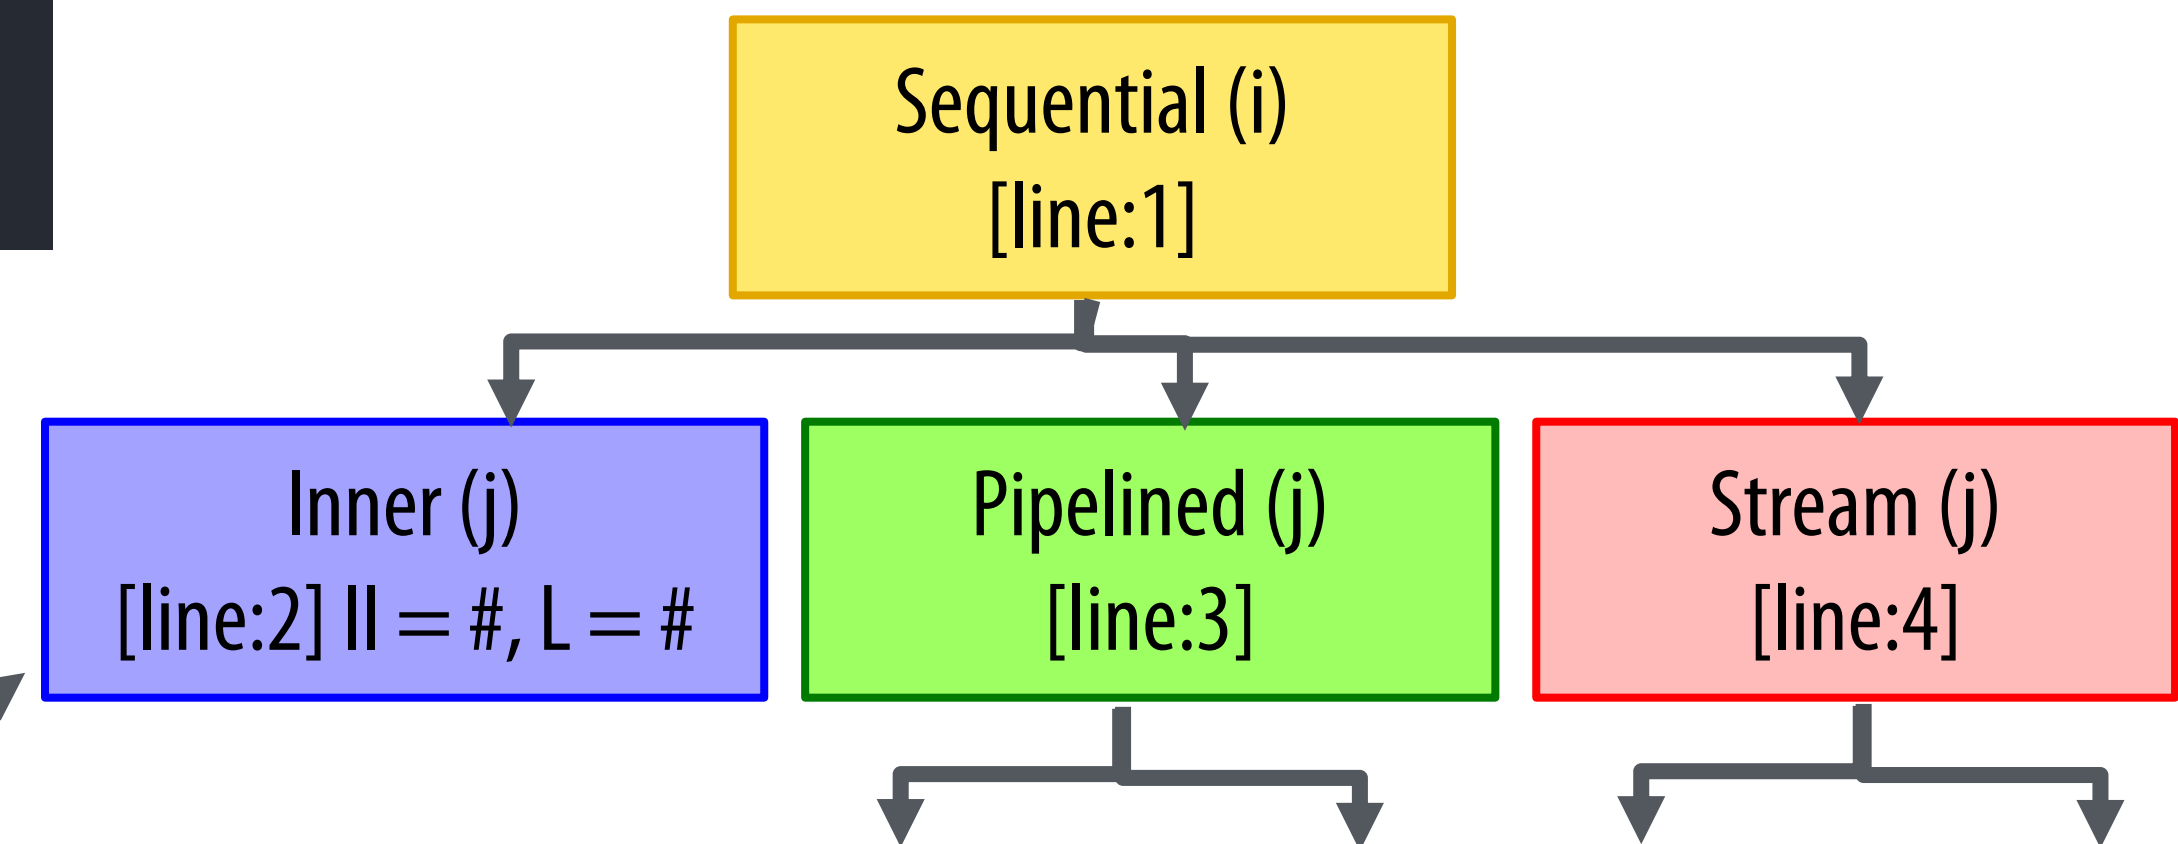 Sequential (i)
[line:1]
Inner (j)
[line:2] II = #, L = #
Pipelined (j)
[line:3]
Stream (j)
[line:4]